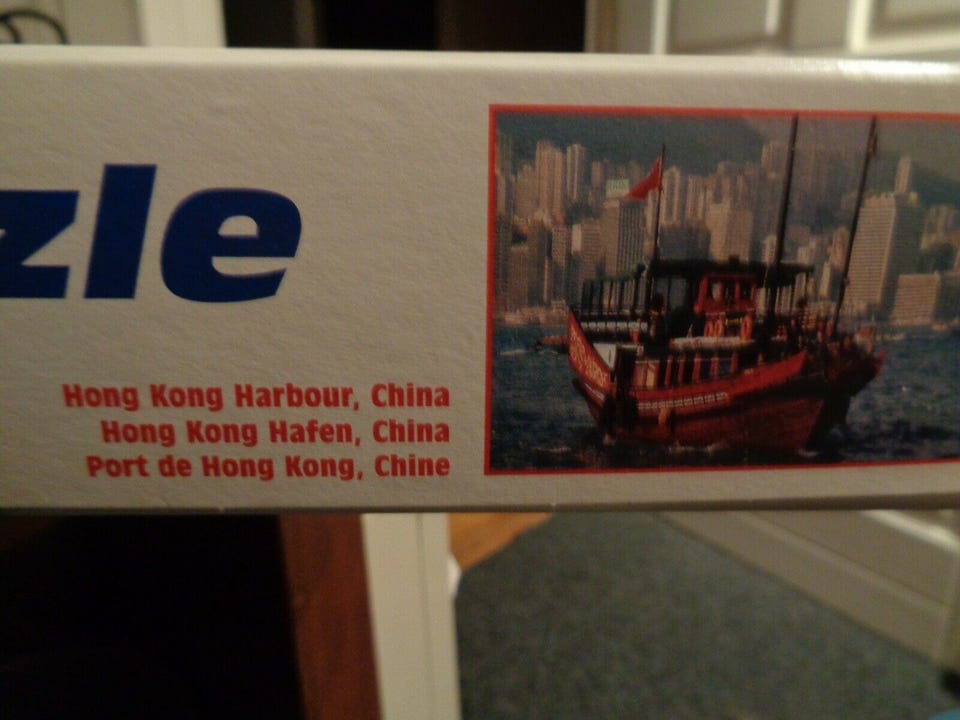 zle
Hong Kong Harbour, China
Hong Kong Hafen, China
Port de Hong Kong, Chine